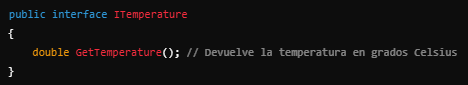 public interface ITemperature
{
    double GetTemperature(); // Devuelve la temperatura en grados Celsius
}